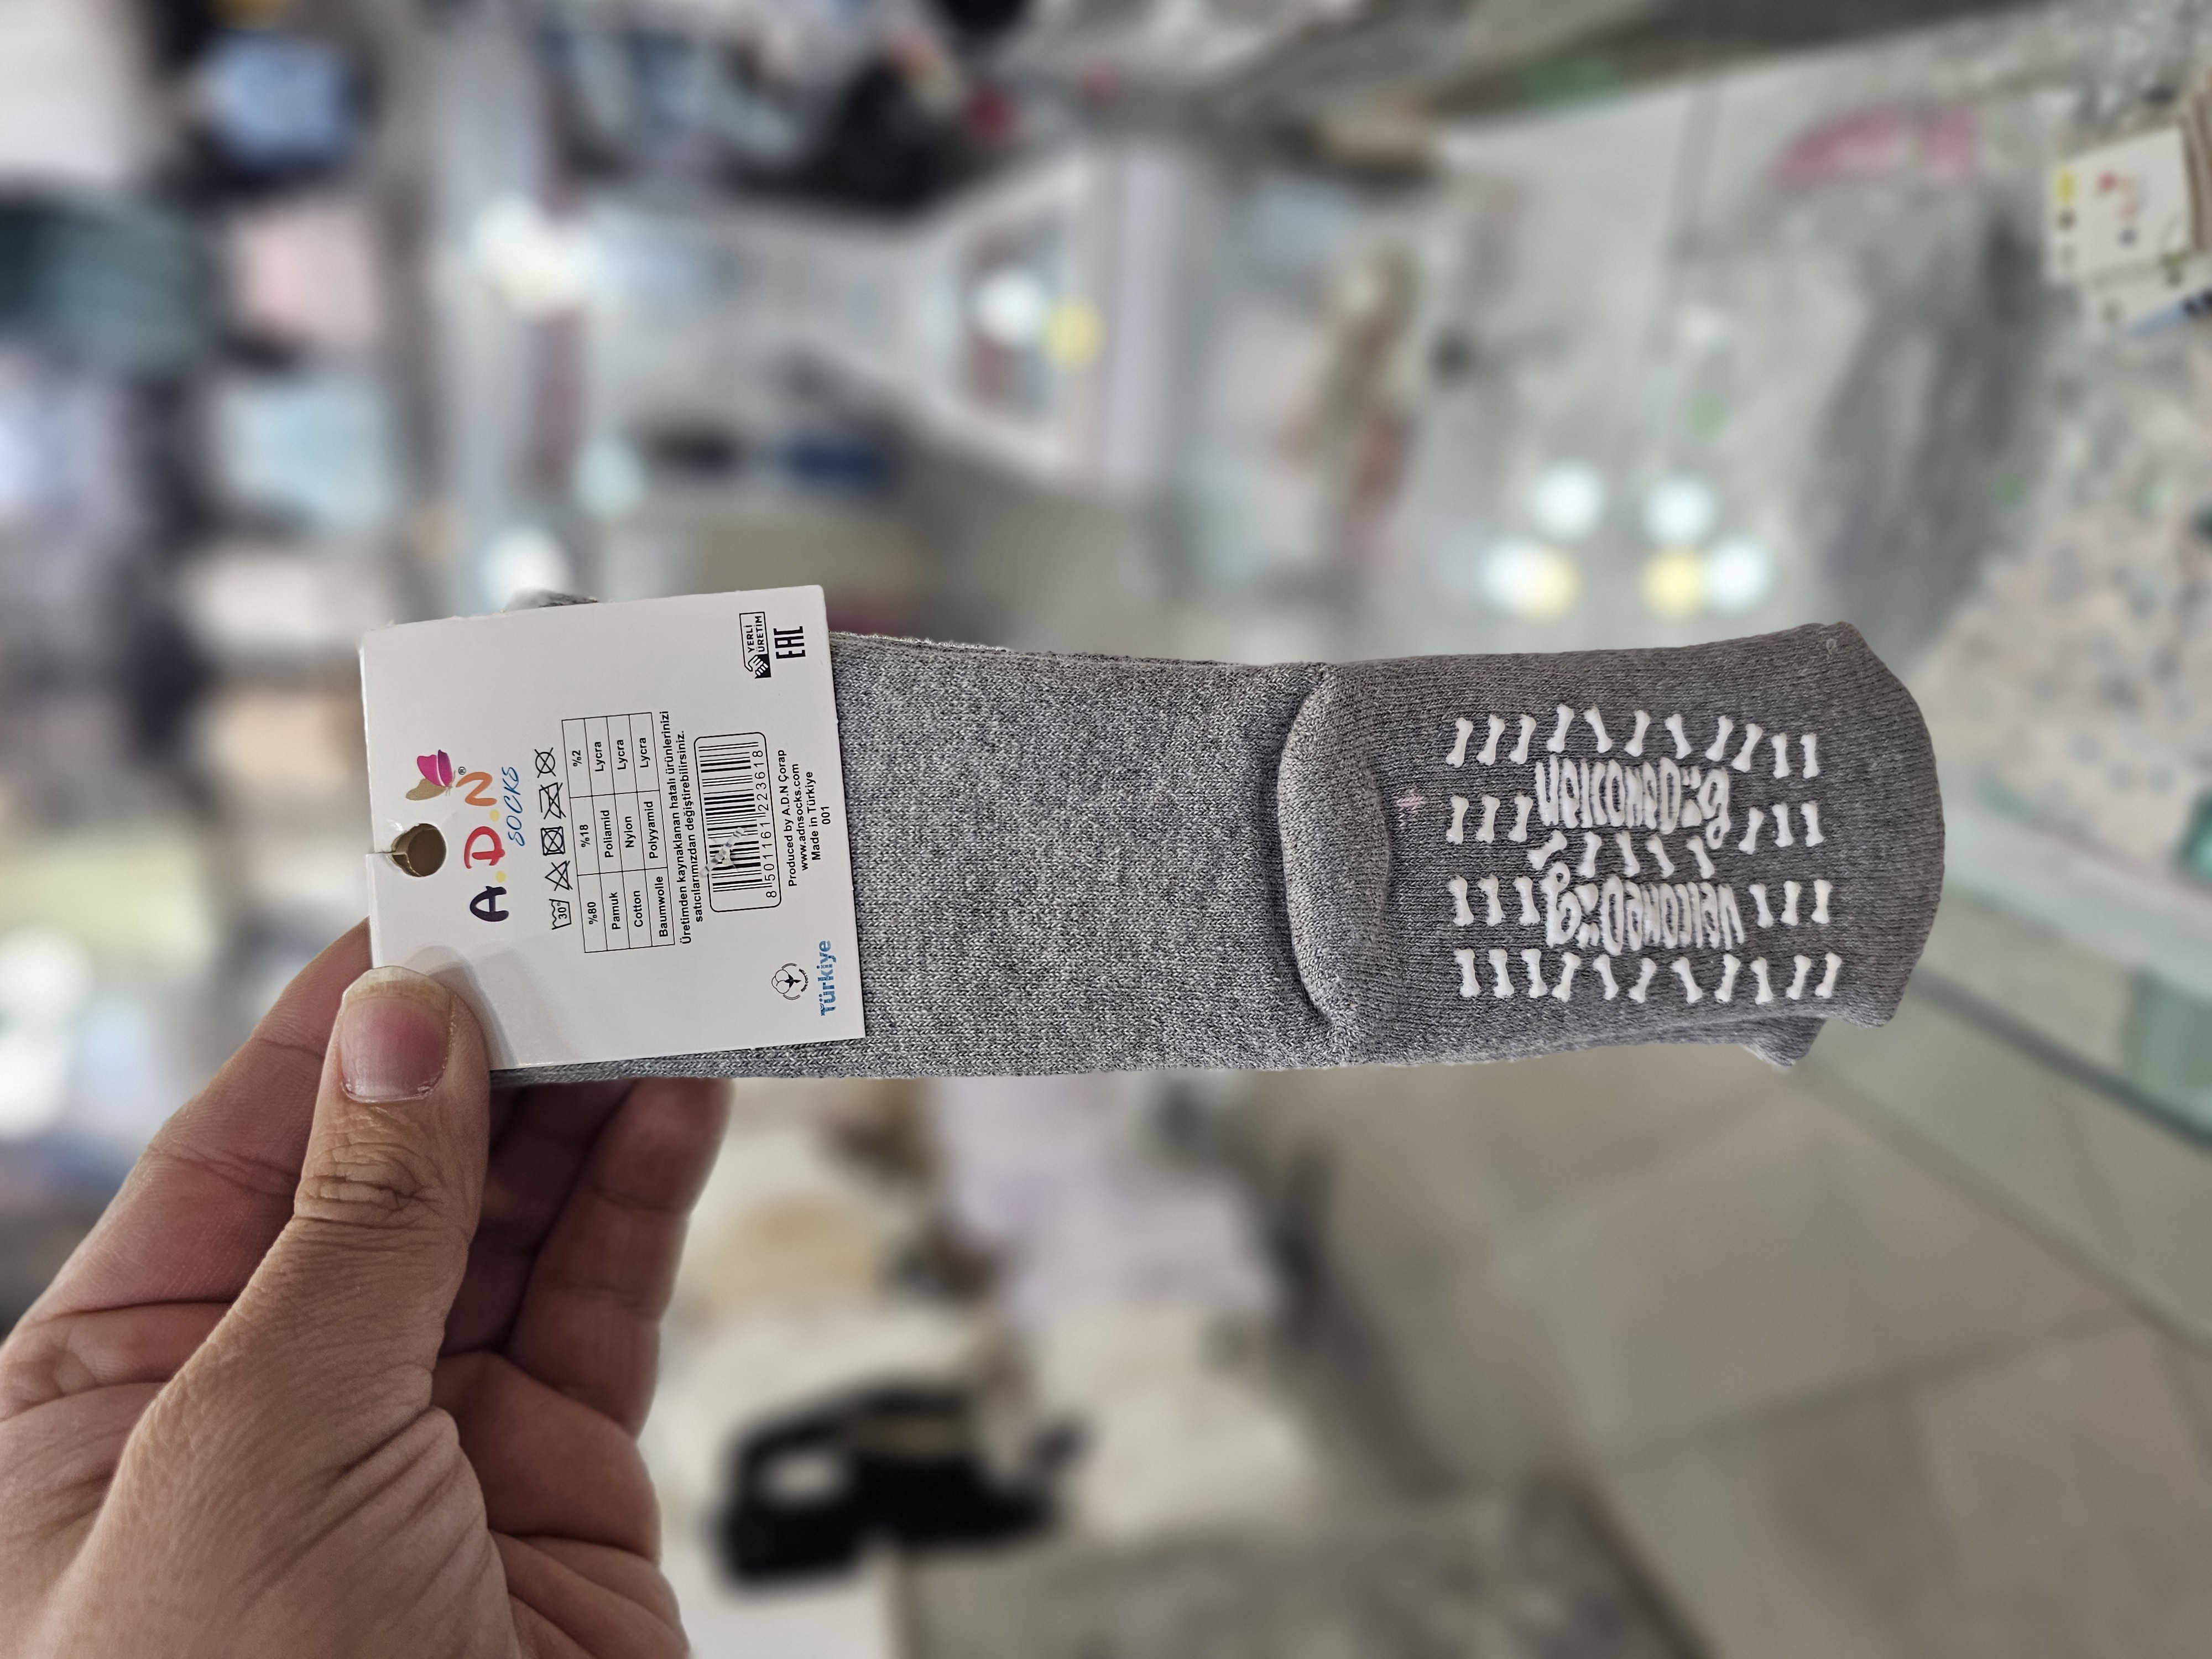 A.D.N®
SOCKS
30°
%80 %18 %2
Pamuk Poliamid Lycra
Cotton Nylon Lycra
Baumwolle Polyyamid Lycra
Üretimden kaynaklanan hatalı ürünlerinizi
satıcılarımızdan değiştirebilirsiniz.
8 501161 223618
Produced by A.D.N Çorap
www.adnsocks.com
Made in Türkiye
001
Türkiye
YERLİ
ÜRETİM
EAC